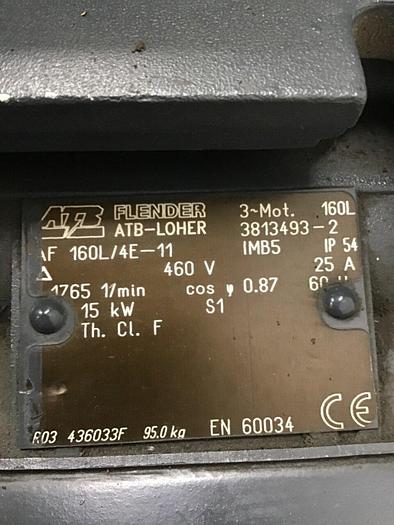 ATB FLENDER 3~Mot. 160L
ATB-LOHER 3813493-2
AF 160L/4E-11 IMB5 IP 54
Δ 460 V 25 A
1765 1/min cos φ 0.87 60
15 kW S1
Th. Cl. F
R03 436033F 95.0 kg EN 60034 CE